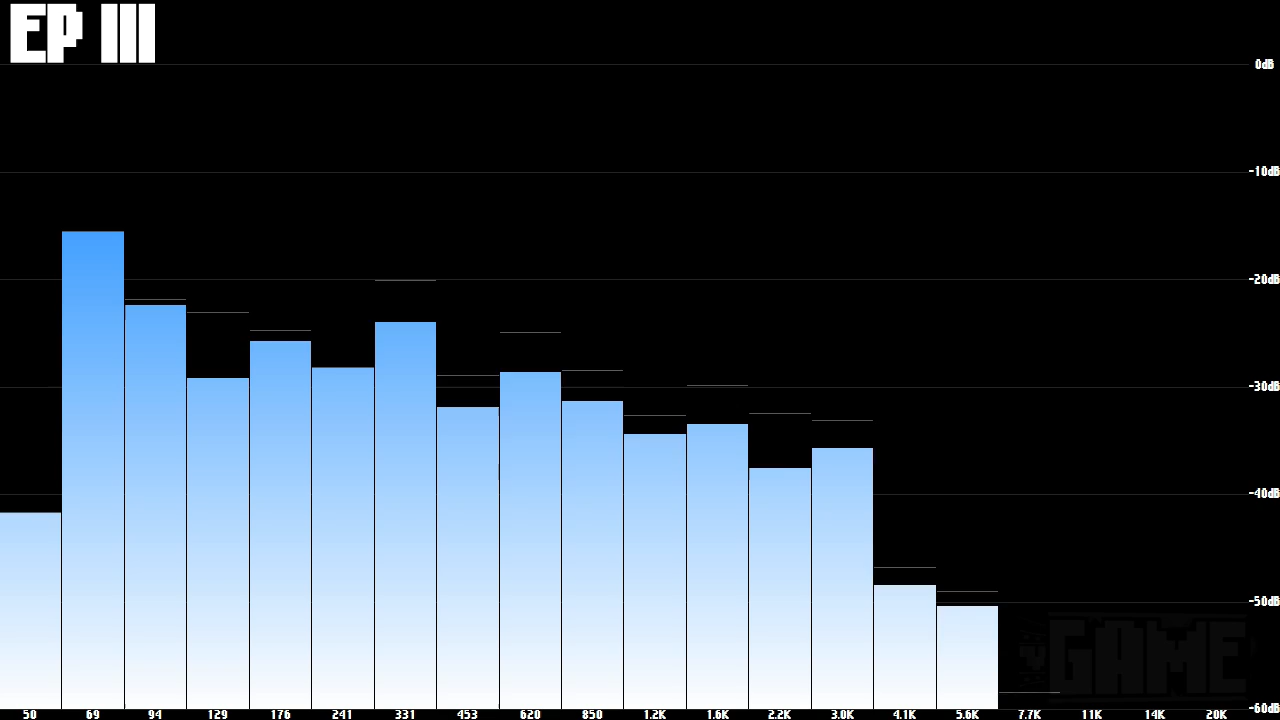 EP III
0dB
-10dB
-20dB
-30dB
-40dB
-50dB
GAME
-60dB
50 69 94 129 176 241 331 453 620 850 1.2K 1.6K 2.2K 3.0K 4.1K 5.6K 7.7K 11K 14K 20K